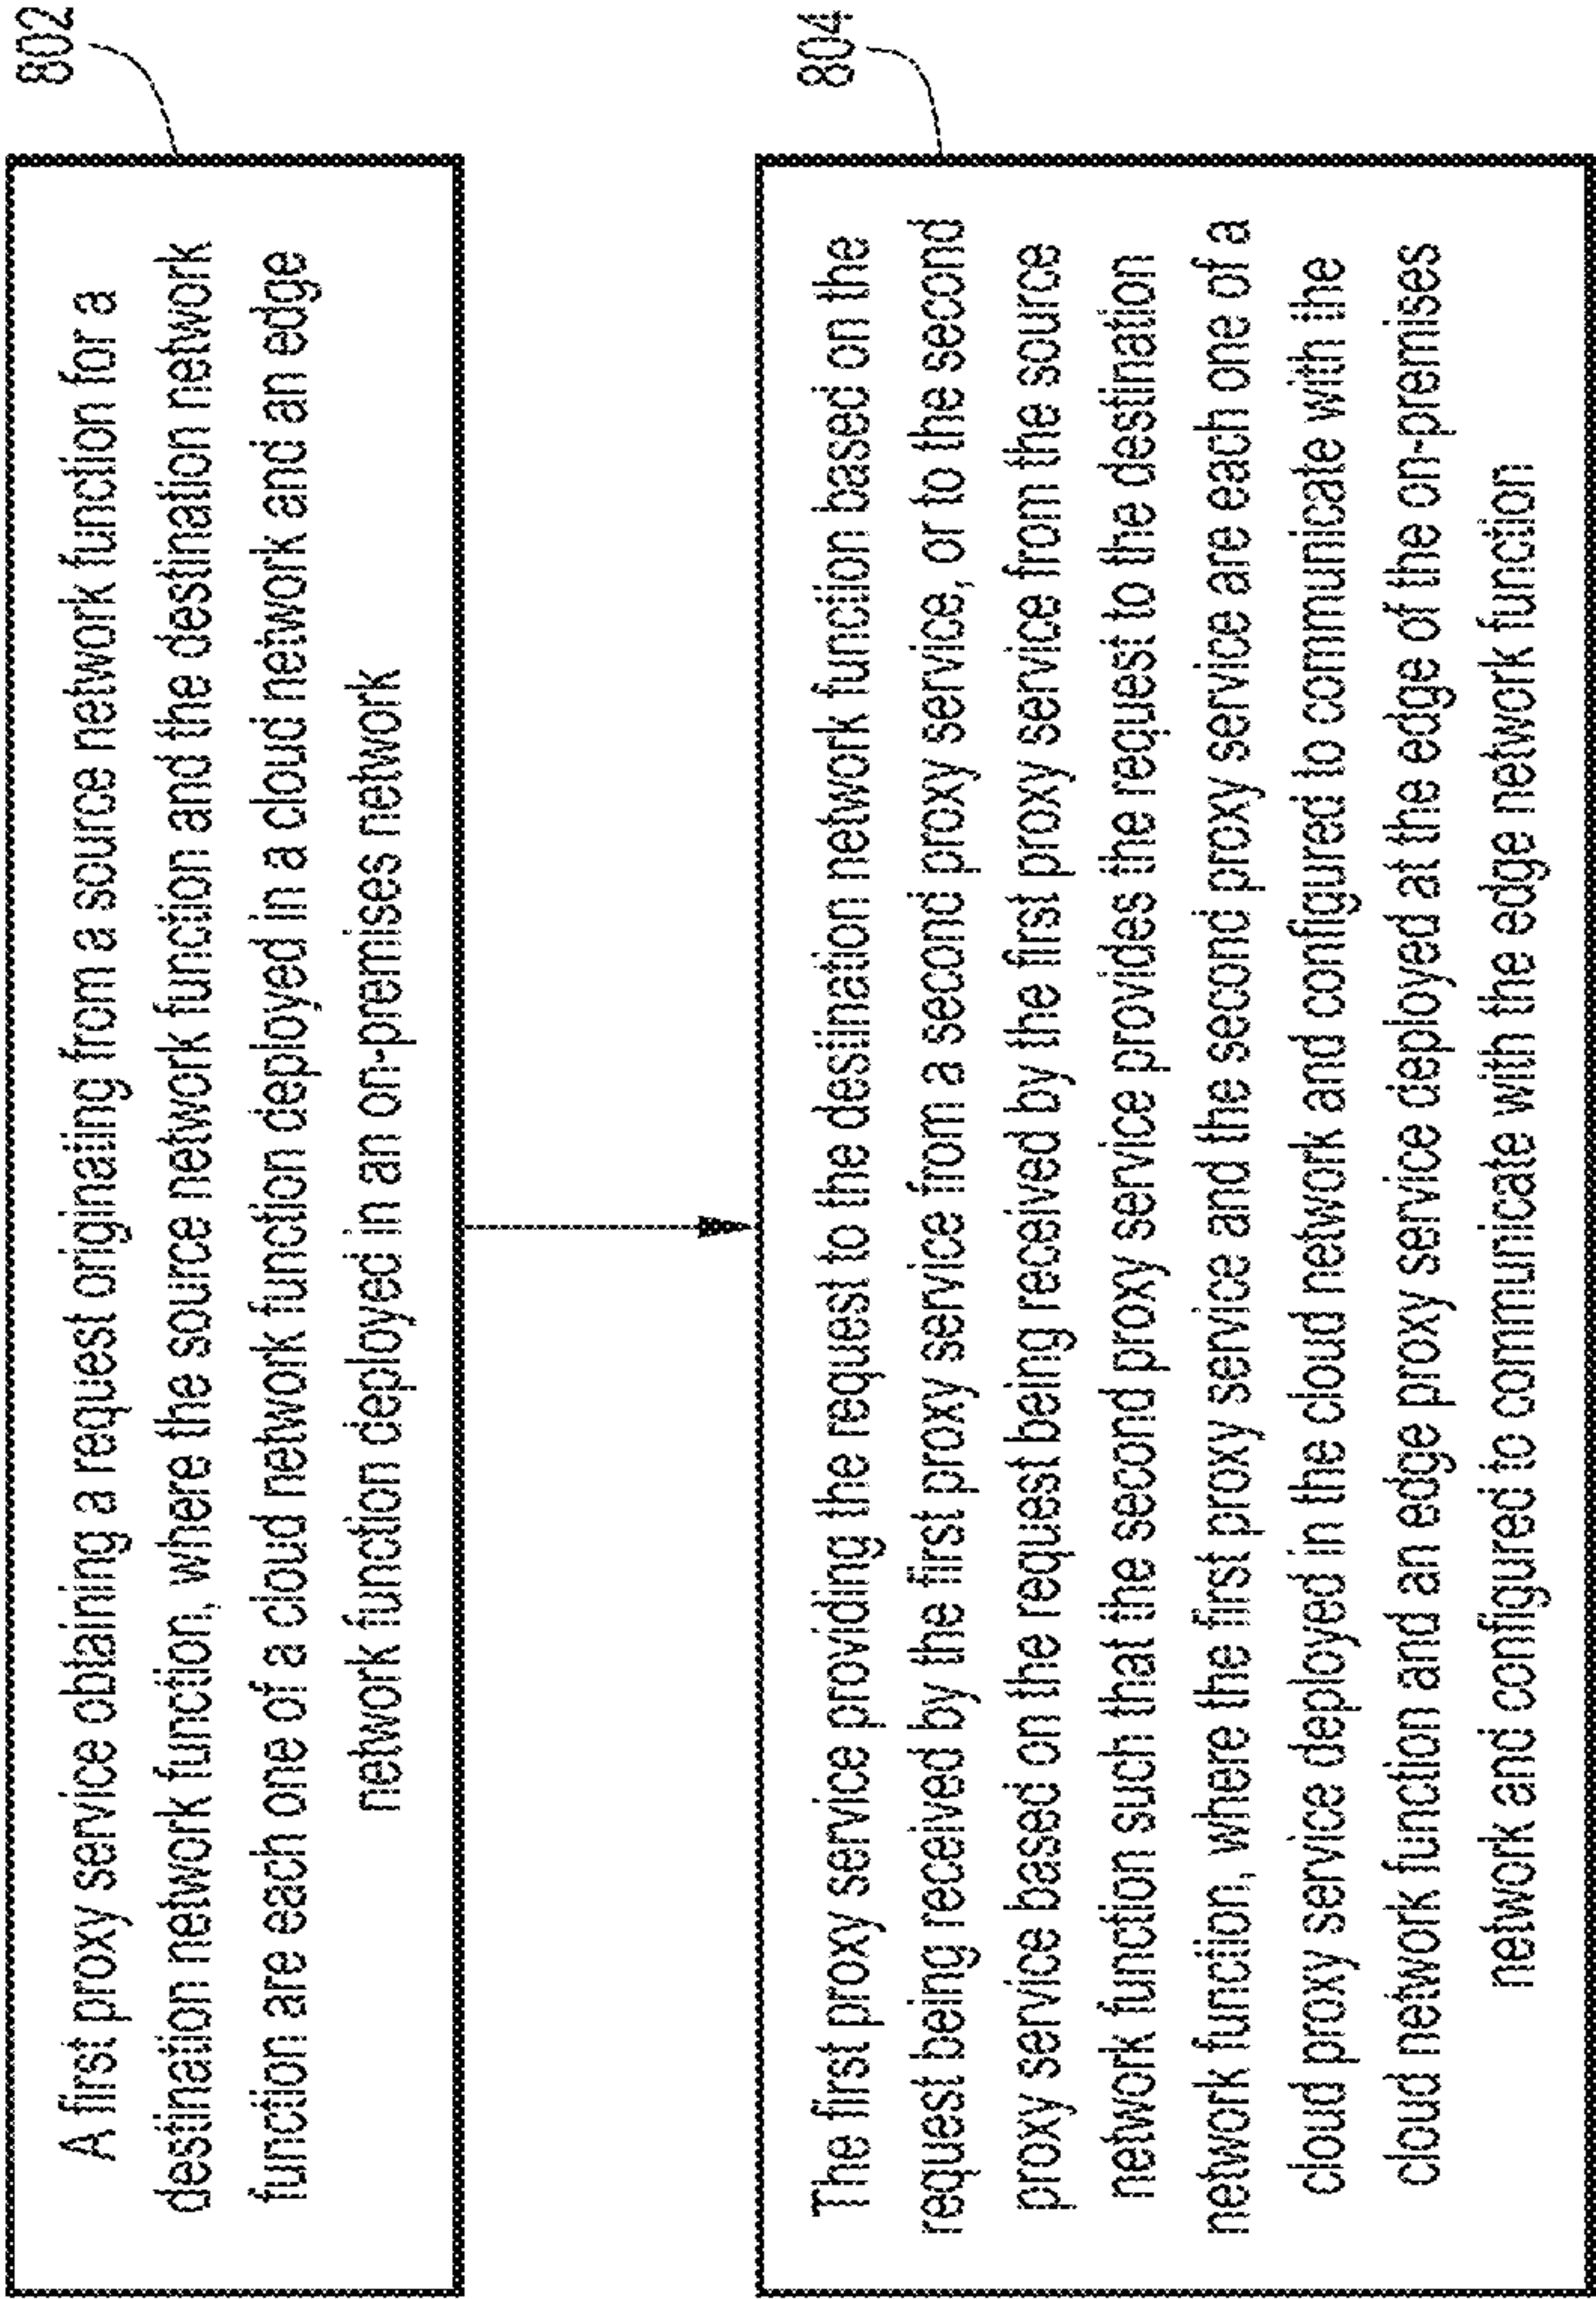 802
A first proxy service obtaining a request originating from a source network function for a
destination network function, where the source network function and the destination network
function are each one of a cloud network function deployed in a cloud network and an edge
network function deployed in an on-premises network
804
The first proxy service providing the request to the destination network function based on the
request being received by the first proxy service from a second proxy service, or to the second
proxy service based on the request being received by the first proxy service from the source
network function such that the second proxy service provides the request to the destination
network function, where the first proxy service and the second proxy service are each one of a
cloud proxy service deployed in the cloud network and configured to communicate with the
cloud network function and an edge proxy service deployed at the edge of the on-premises
network and configured to communicate with the edge network function